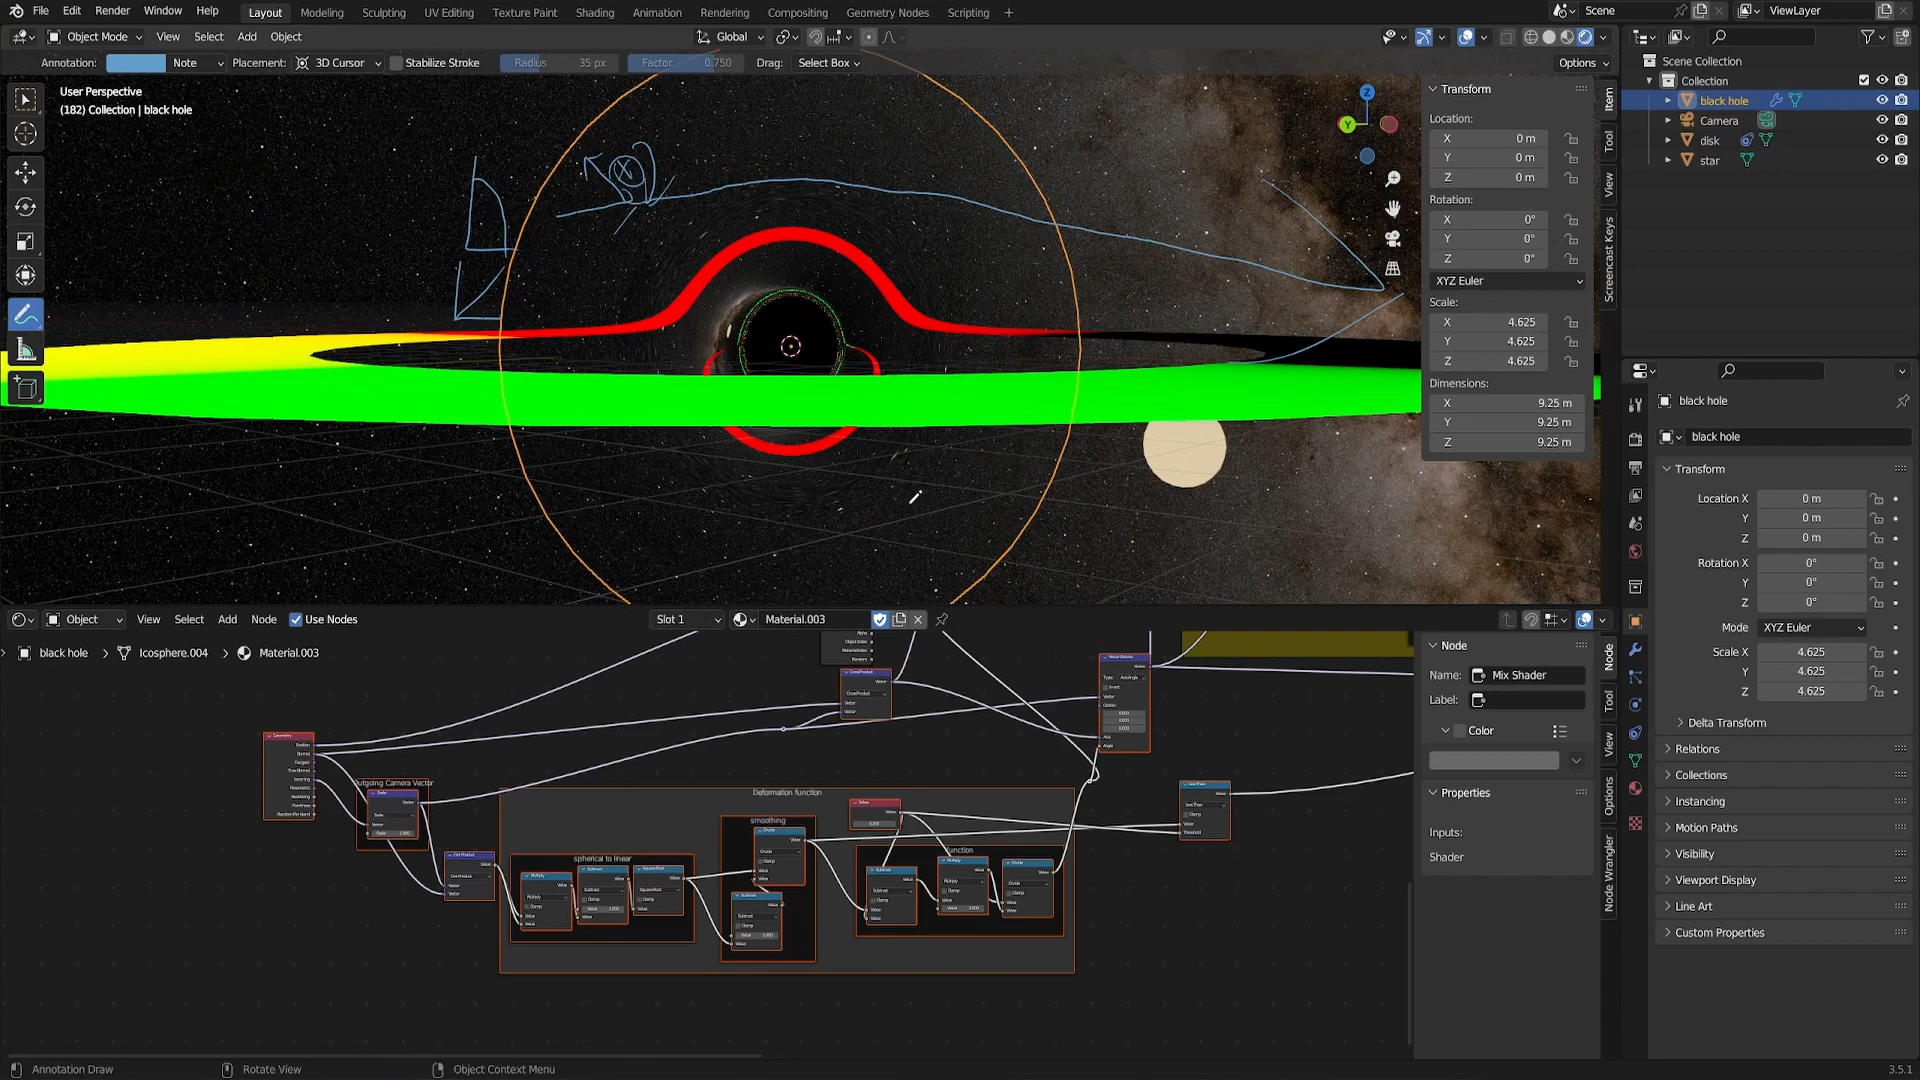 File Edit Render Window Help Layout Modeling Sculpting UV Editing Texture Paint Shading Animation Rendering Compositing Geometry Nodes Scripting + Scene ViewLayer
Object Mode View Select Add Object Global
Annotation: Note Placement: 3D Cursor Stabilize Stroke Radius 35 px Factor 0.750 Drag: Select Box Options
User Perspective
(182) Collection | black hole
Z
Y
Transform
Location:
X 0 m
Y 0 m
Z 0 m
Rotation:
X 0°
Y 0°
Z 0°
XYZ Euler
Scale:
X 4.625
Y 4.625
Z 4.625
Dimensions:
X 9.25 m
Y 9.25 m
Z 9.25 m
Item
Tool
View
Screencast Keys
Scene Collection
Collection
black hole
Camera
disk
star
black hole
black hole
Transform
Location X 0 m
Y 0 m
Z 0 m
Rotation X 0°
Y 0°
Z 0°
Mode XYZ Euler
Scale X 4.625
Y 4.625
Z 4.625
Delta Transform
Relations
Collections
Instancing
Motion Paths
Visibility
Viewport Display
Line Art
Custom Properties
Object View Select Add Node Use Nodes Slot 1 Material.003
black hole > Icosphere.004 > Material.003
Outgoing Camera Vector
Deformation function
spherical to linear
smoothing
function
Node
Name: Mix Shader
Label:
Color
Properties
Inputs:
Shader
Node
Tool
View
Options
Node Wrangler
Annotation Draw Rotate View Object Context Menu 3.5.1